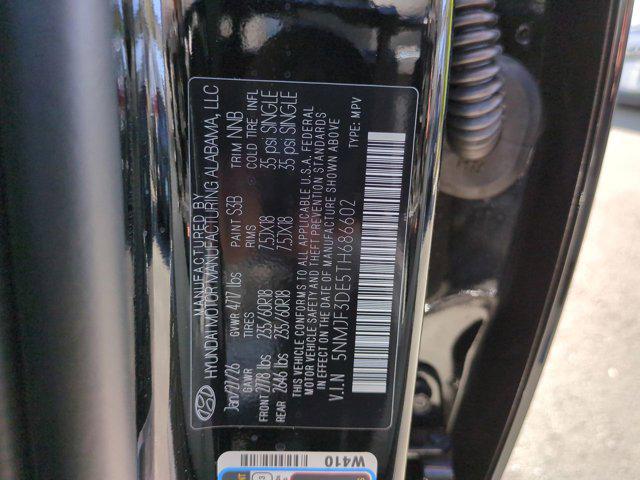 MANUFACTURED BY
HYUNDAI MOTOR MANUFACTURING ALABAMA, LLC
Jan/27/26 GVWR 4717 lbs PAINT S3B TRIM NNB
GAWR TIRES RIMS COLD TIRE INFL
FRONT 2778 lbs 235/60R18 7.5JX18 35 psi SINGLE
REAR 2646 lbs 235/60R18 7.5JX18 35 psi SINGLE
THIS VEHICLE CONFORMS TO ALL APPLICABLE U.S.A. FEDERAL
MOTOR VEHICLE SAFETY AND THEFT PREVENTION STANDARDS
IN EFFECT ON THE DATE OF MANUFACTURE SHOWN ABOVE
V.I.N 5NMJF3DE5TH686602 TYPE: MPV
W410